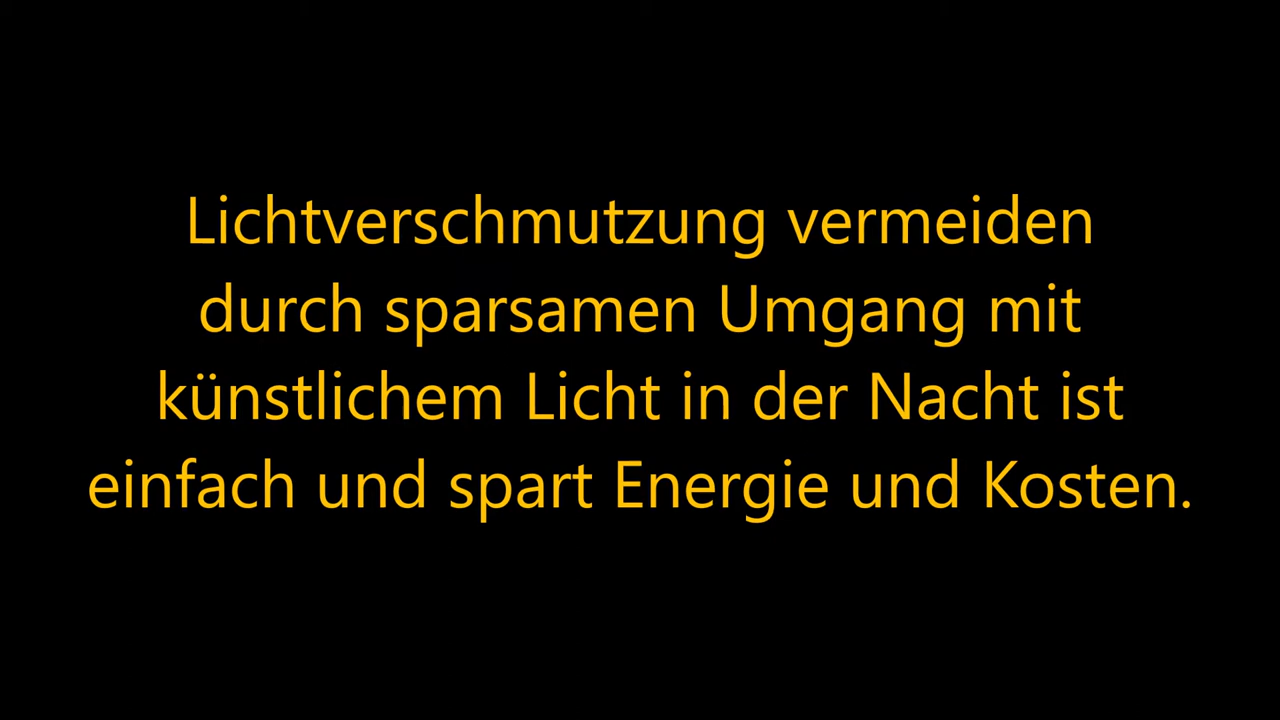 Lichtverschmutzung vermeiden
durch sparsamen Umgang mit
künstlichem Licht in der Nacht ist
einfach und spart Energie und Kosten.